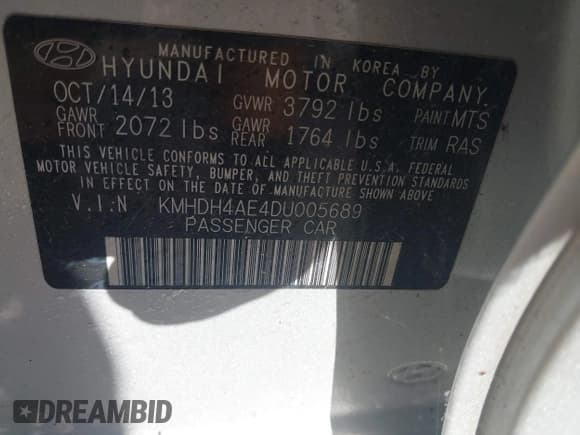 MANUFACTURED IN KOREA BY
HYUNDAI MOTOR COMPANY
OCT/14/13 GVWR 3792 lbs PAINT MTS
GAWR FRONT 2072 lbs GAWR REAR 1764 lbs TRIM RAS
THIS VEHICLE CONFORMS TO ALL APPLICABLE U.S.A. FEDERAL
MOTOR VEHICLE SAFETY, BUMPER, AND THEFT PREVENTION STANDARDS
IN EFFECT ON THE DATE OF MANUFACTURE SHOWN ABOVE
V.I.N KMHDH4AE4DU005689
PASSENGER CAR
DREAMBID